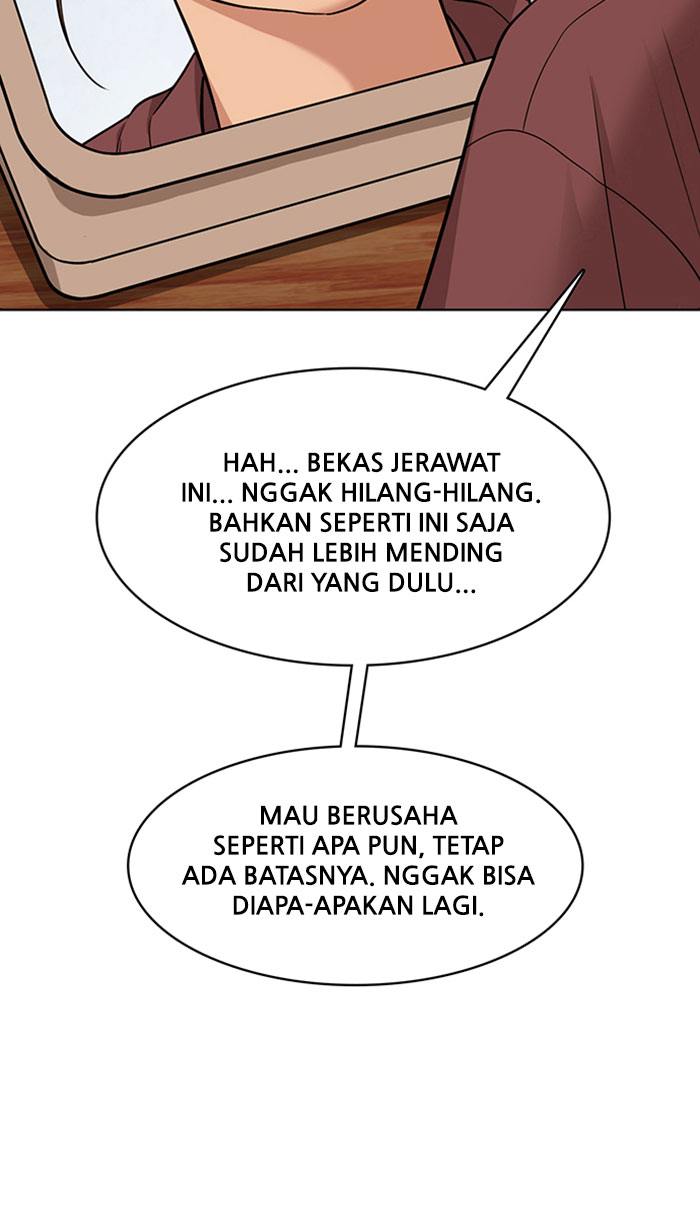 HAH... BEKAS JERAWAT
INI... NGGAK HILANG-HILANG.
BAHKAN SEPERTI INI SAJA
SUDAH LEBIH MENDING
DARI YANG DULU...
MAU BERUSAHA
SEPERTI APA PUN, TETAP
ADA BATASNYA. NGGAK BISA
DIAPA-APAKAN LAGI.